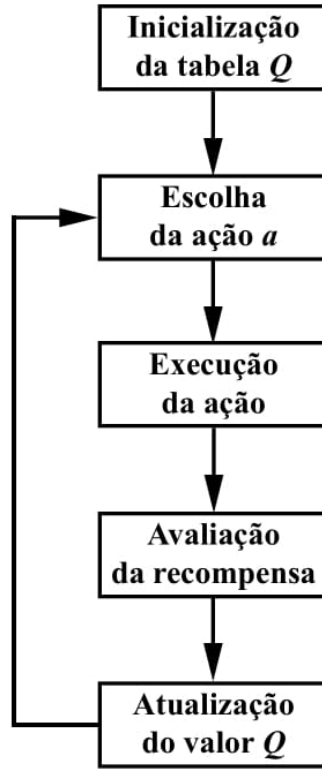 Inicialização
da tabela Q
Escolha
da ação a
Execução
da ação
Avaliação
da recompensa
Atualização
do valor Q